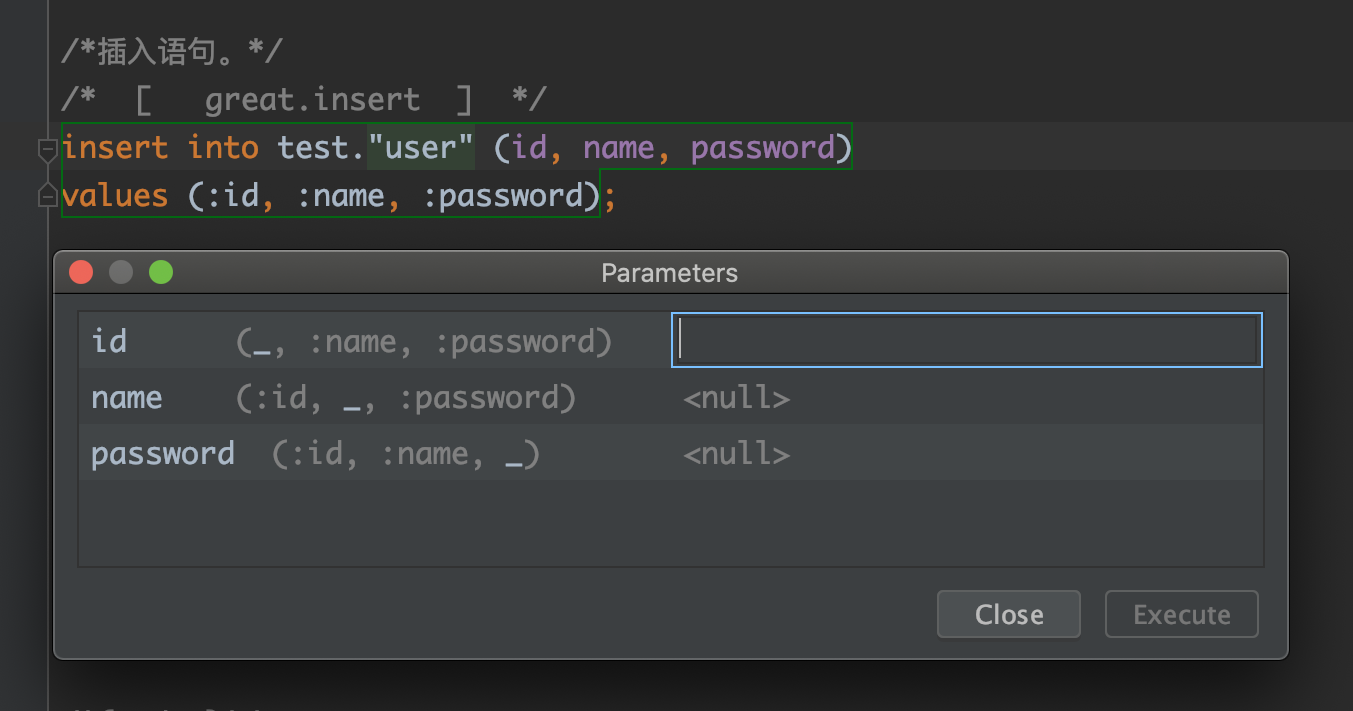 /*插入语句。*/
/* [ great.insert ] */
insert into test."user" (id, name, password)
values (:id, :name, :password);
Parameters
id (_, :name, :password)
name (:id, _, :password) <null>
password (:id, :name, _) <null>
Close Execute